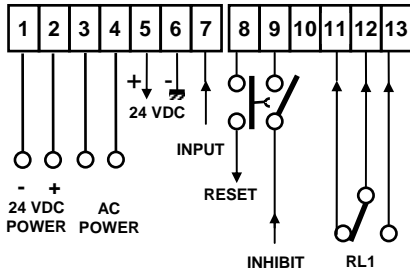 1 2 3 4 5 6 7 8 9 10 11 12 13
+ -
24 VDC
INPUT
RESET
- +
24 VDC
POWER
AC
POWER
INHIBIT
RL1